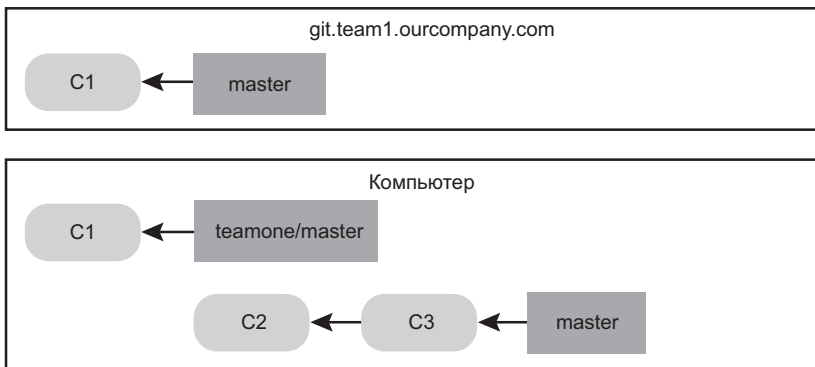 git.team1.ourcompany.com
C1 master
Компьютер
C1 teamone/master
C2 C3 master